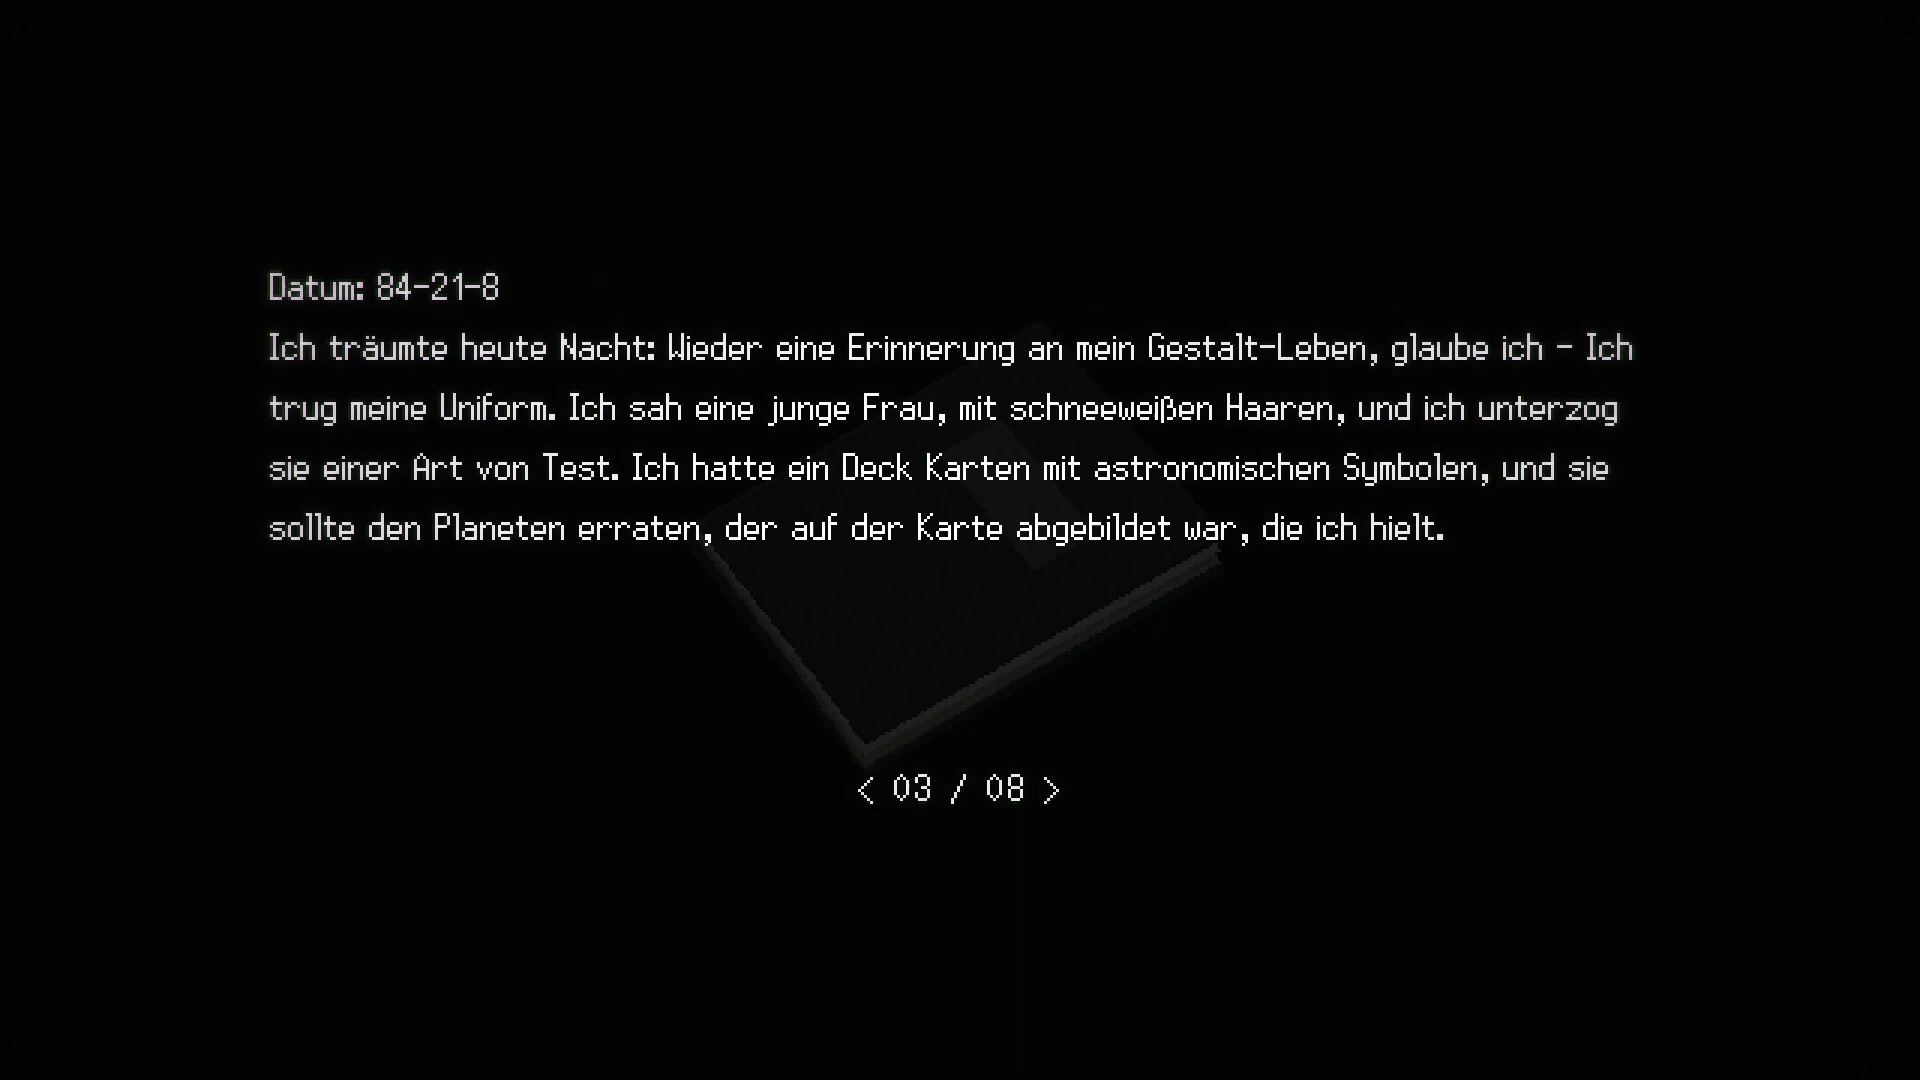 Datum: 84-21-8
Ich träumte heute Nacht: Wieder eine Erinnerung an mein Gestalt-Leben, glaube ich - Ich
trug meine Uniform. Ich sah eine junge Frau, mit schneeweißen Haaren, und ich unterzog
sie einer Art von Test. Ich hatte ein Deck Karten mit astronomischen Symbolen, und sie
sollte den Planeten erraten, der auf der Karte abgebildet war, die ich hielt.
< 03 / 08 >